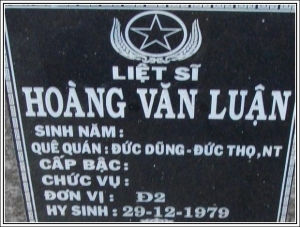 LIỆT SĨ
HOÀNG VĂN LUẬN
SINH NĂM :
QUÊ QUÁN : ĐỨC DŨNG-ĐỨC THỌ,NT
CẤP BẬC :
CHỨC VỤ :
ĐƠN VỊ : Đ2
HY SINH : 29-12-1979